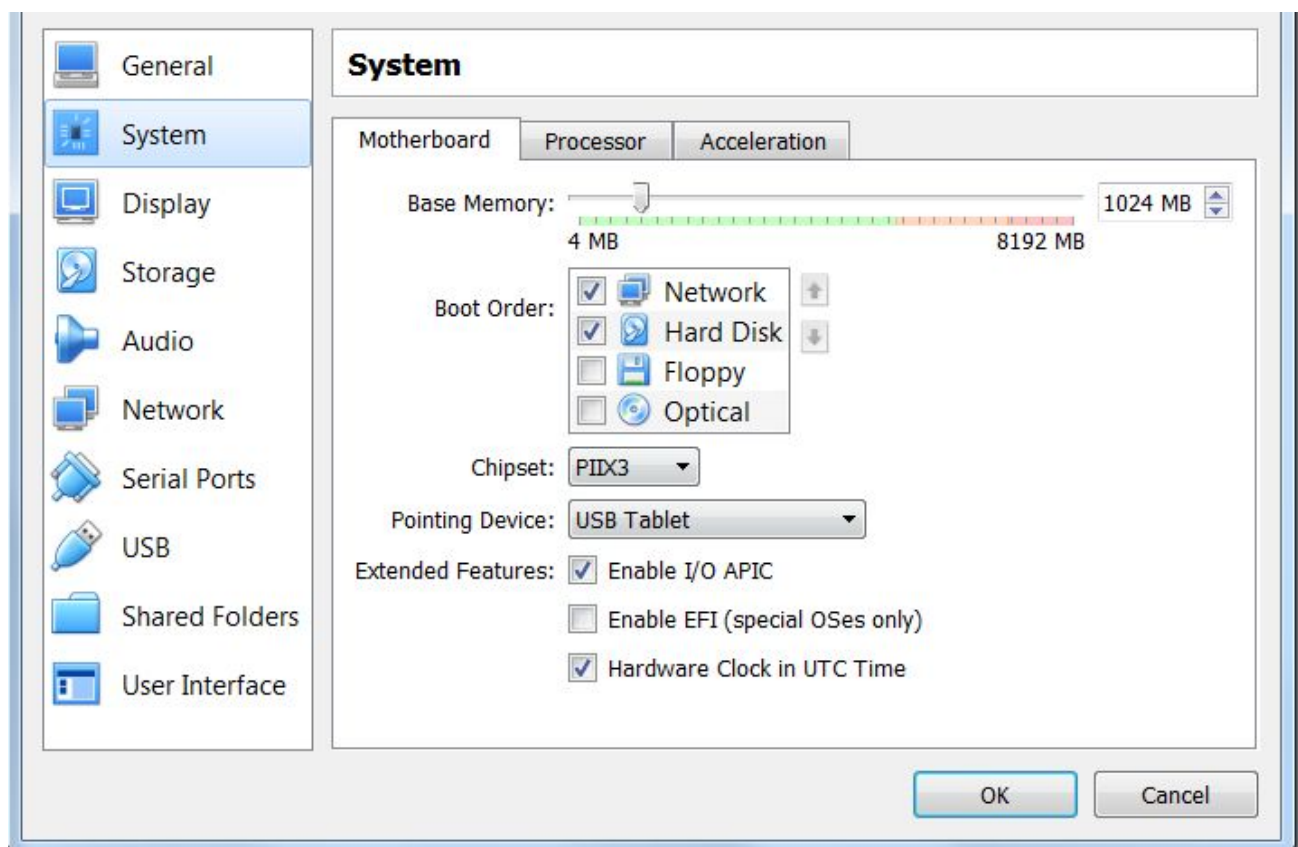 General
System
Display
Storage
Audio
Network
Serial Ports
USB
Shared Folders
User Interface
System
Motherboard Processor Acceleration
Base Memory: 1024 MB
4 MB 8192 MB
Boot Order: Network
Hard Disk
Floppy
Optical
Chipset: PIIX3
Pointing Device: USB Tablet
Extended Features: Enable I/O APIC
Enable EFI (special OSes only)
Hardware Clock in UTC Time
OK Cancel